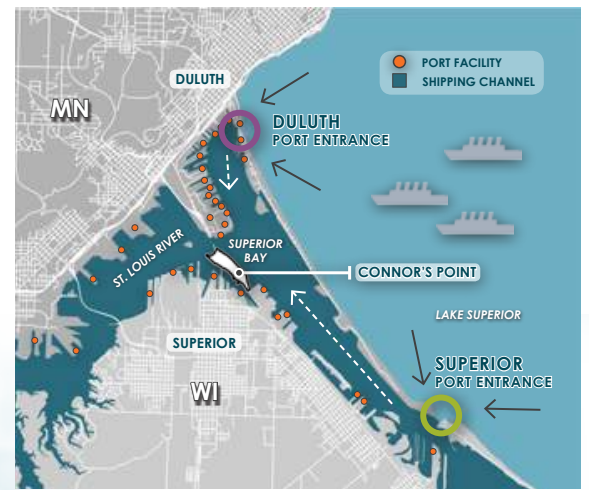 PORT FACILITY
SHIPPING CHANNEL
DULUTH
MN
DULUTH
PORT ENTRANCE
ST. LOUIS RIVER
SUPERIOR
BAY
CONNOR'S POINT
LAKE SUPERIOR
SUPERIOR
SUPERIOR
PORT ENTRANCE
WI